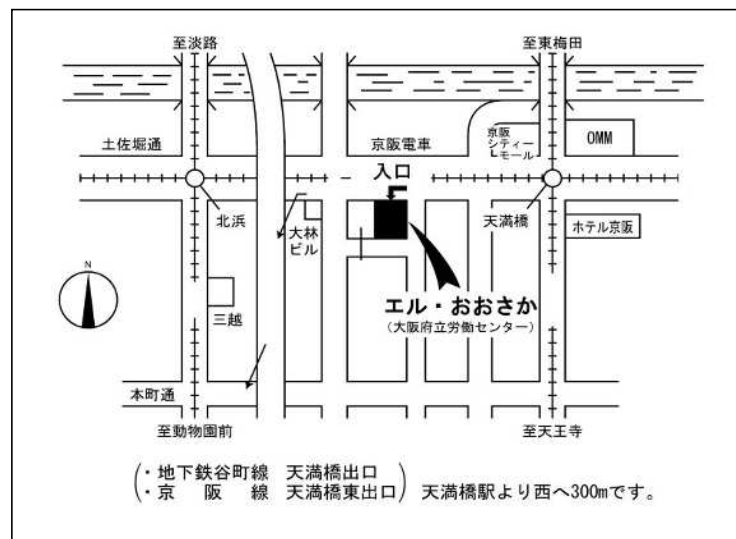 至淡路
至東梅田
土佐堀通
京阪電車
京阪
シティー
モール
OMM
入口
北浜
大林
ビル
天満橋
ホテル京阪
N
三越
エル・おおさか
(大阪府立労働センター)
本町通
至動物園前
至天王寺
・地下鉄谷町線 天満橋出口
・京阪線 天満橋東出口
天満橋駅より西へ300mです。